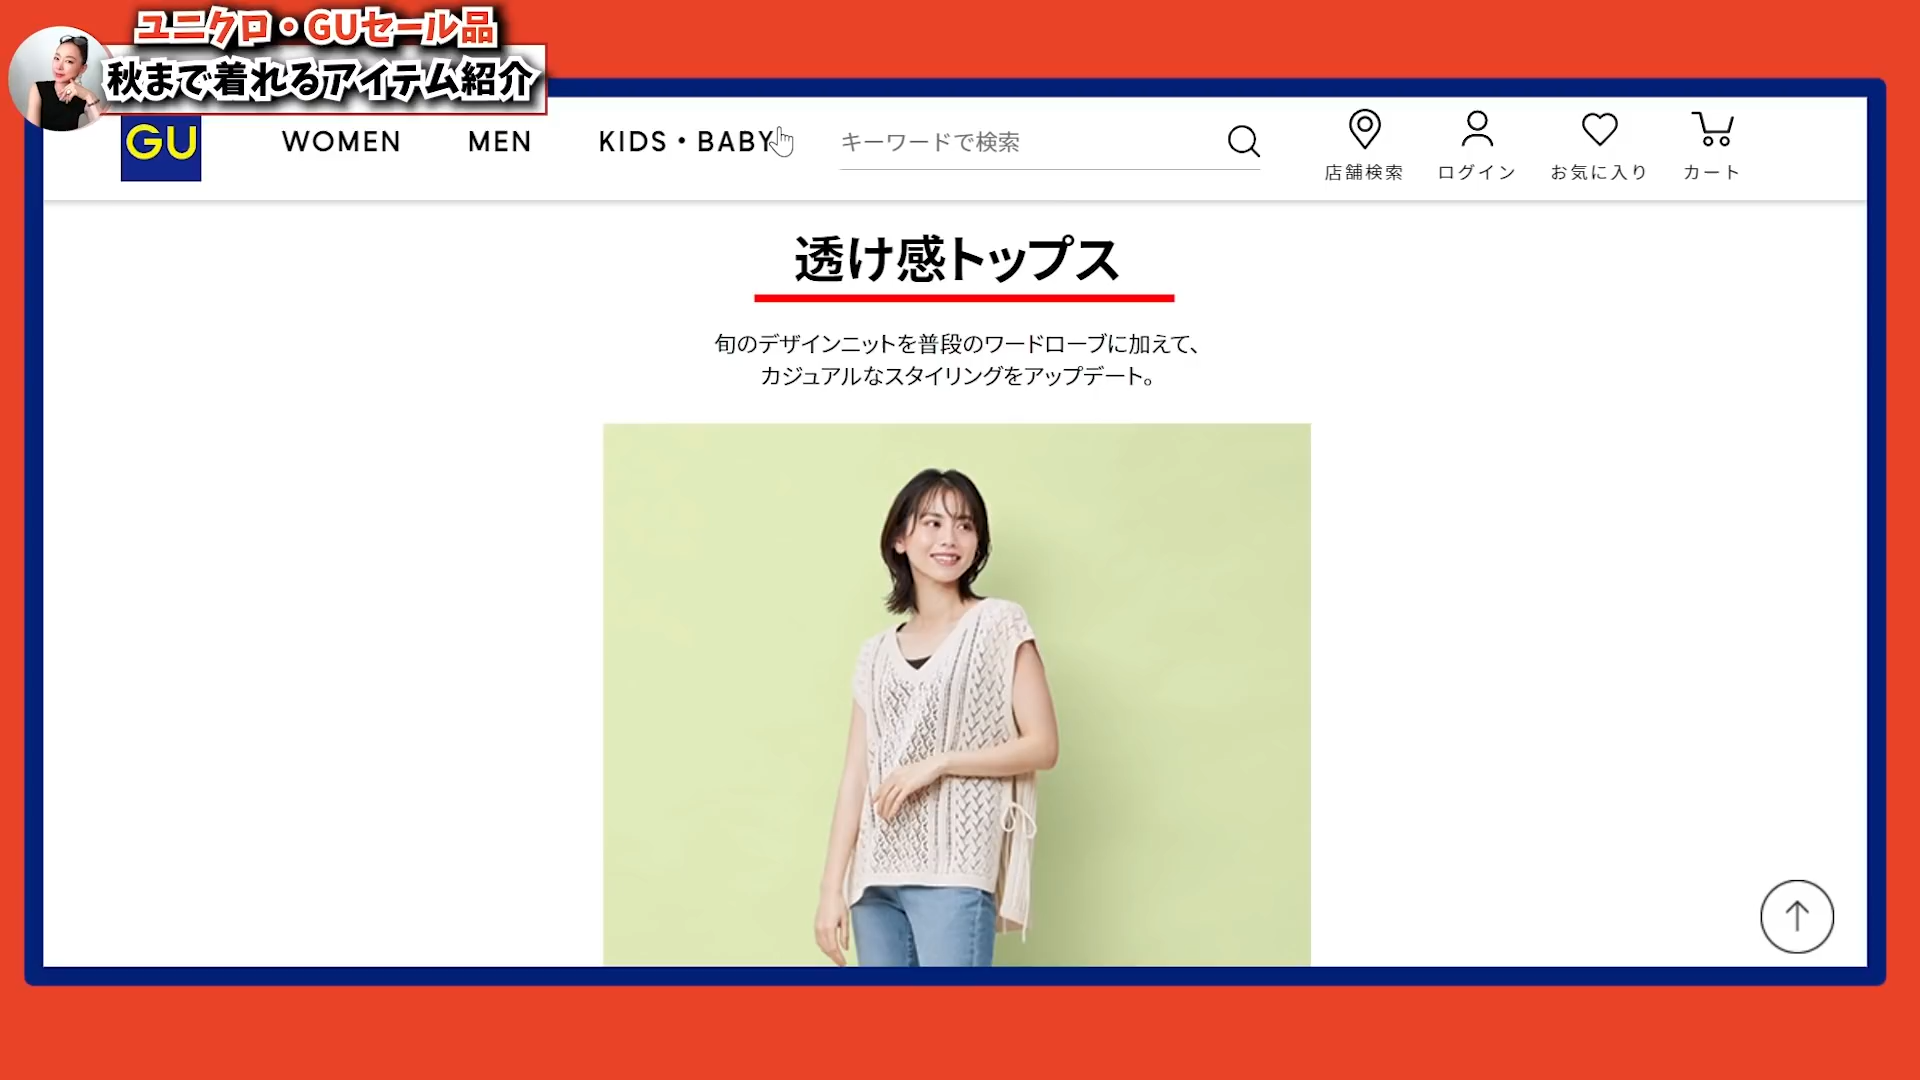 ユニクロ・GUセール品
秋まで着れるアイテム紹介
GU
WOMEN
MEN
KIDS・BABY
キーワードで検索
店舗検索
ログイン
お気に入り
カート
透け感トップス
旬のデザインニットを普段のワードローブに加えて、
カジュアルなスタイリングをアップデート。